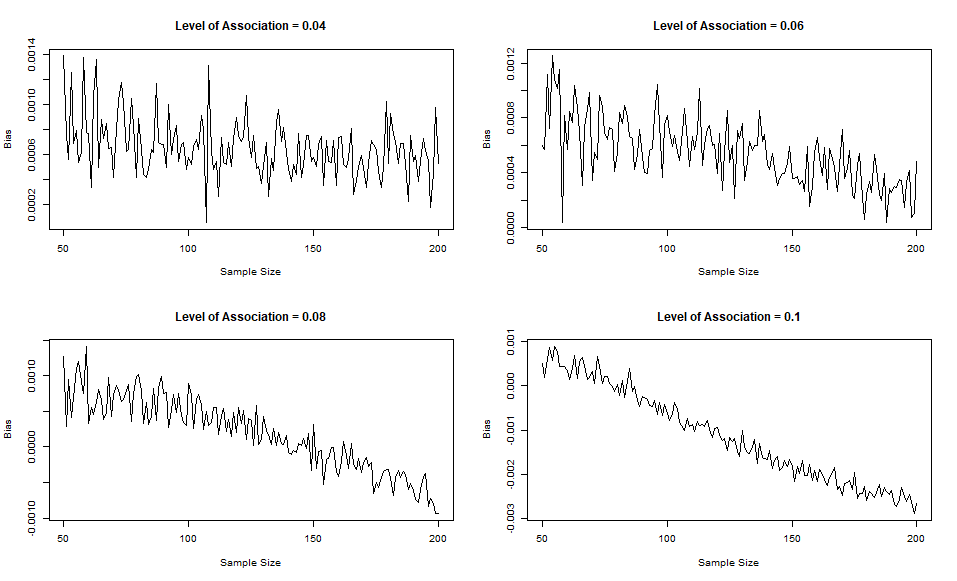 Level of Association = 0.04
Bias
0.0014
0.0010
0.0006
0.0002
50 100 150 200
Sample Size
Level of Association = 0.06
Bias
0.0012
0.0008
0.0004
0.0000
50 100 150 200
Sample Size
Level of Association = 0.08
Bias
0.0010
0.0000
-0.0010
50 100 150 200
Sample Size
Level of Association = 0.1
Bias
0.001
0.000
-0.001
-0.002
-0.003
50 100 150 200
Sample Size